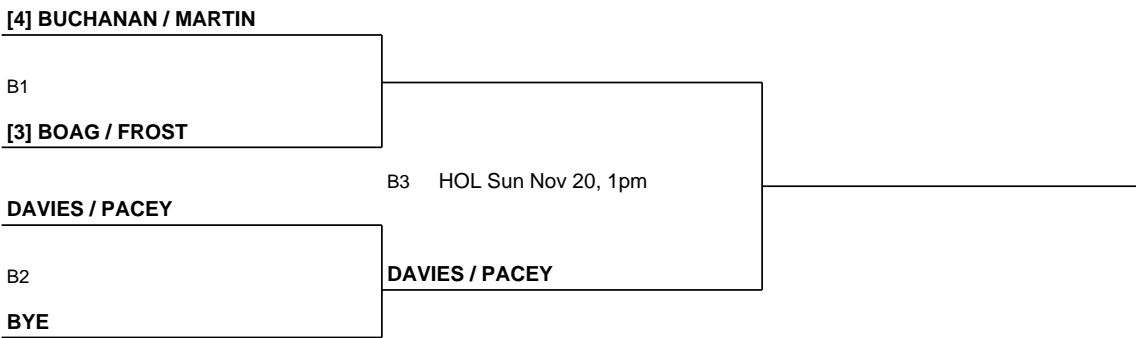 [4] BUCHANAN / MARTIN
B1
[3] BOAG / FROST
B3 HOL Sun Nov 20, 1pm
DAVIES / PACEY
B2
DAVIES / PACEY
BYE